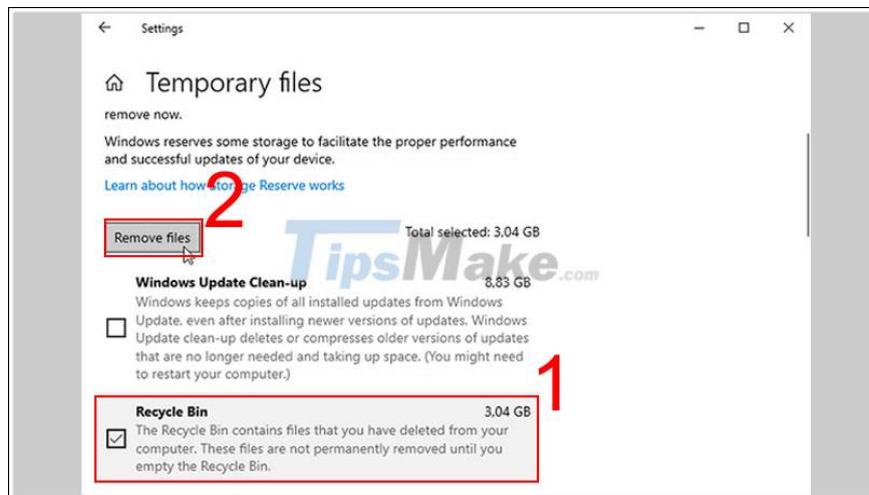 Settings
Temporary files
remove now.
Windows reserves some storage to facilitate the proper performance
and successful updates of your device.
Learn about how Storage Reserve works
2
Remove files
Total selected: 3,04 GB
TipsMake.com
Windows Update Clean-up 8,83 GB
Windows keeps copies of all installed updates from Windows
Update, even after installing newer versions of updates. Windows
Update clean-up deletes or compresses older versions of updates
that are no longer needed and taking up space. (You might need
to restart your computer.)
1
Recycle Bin 3,04 GB
The Recycle Bin contains files that you have deleted from your
computer. These files are not permanently removed until you
empty the Recycle Bin.